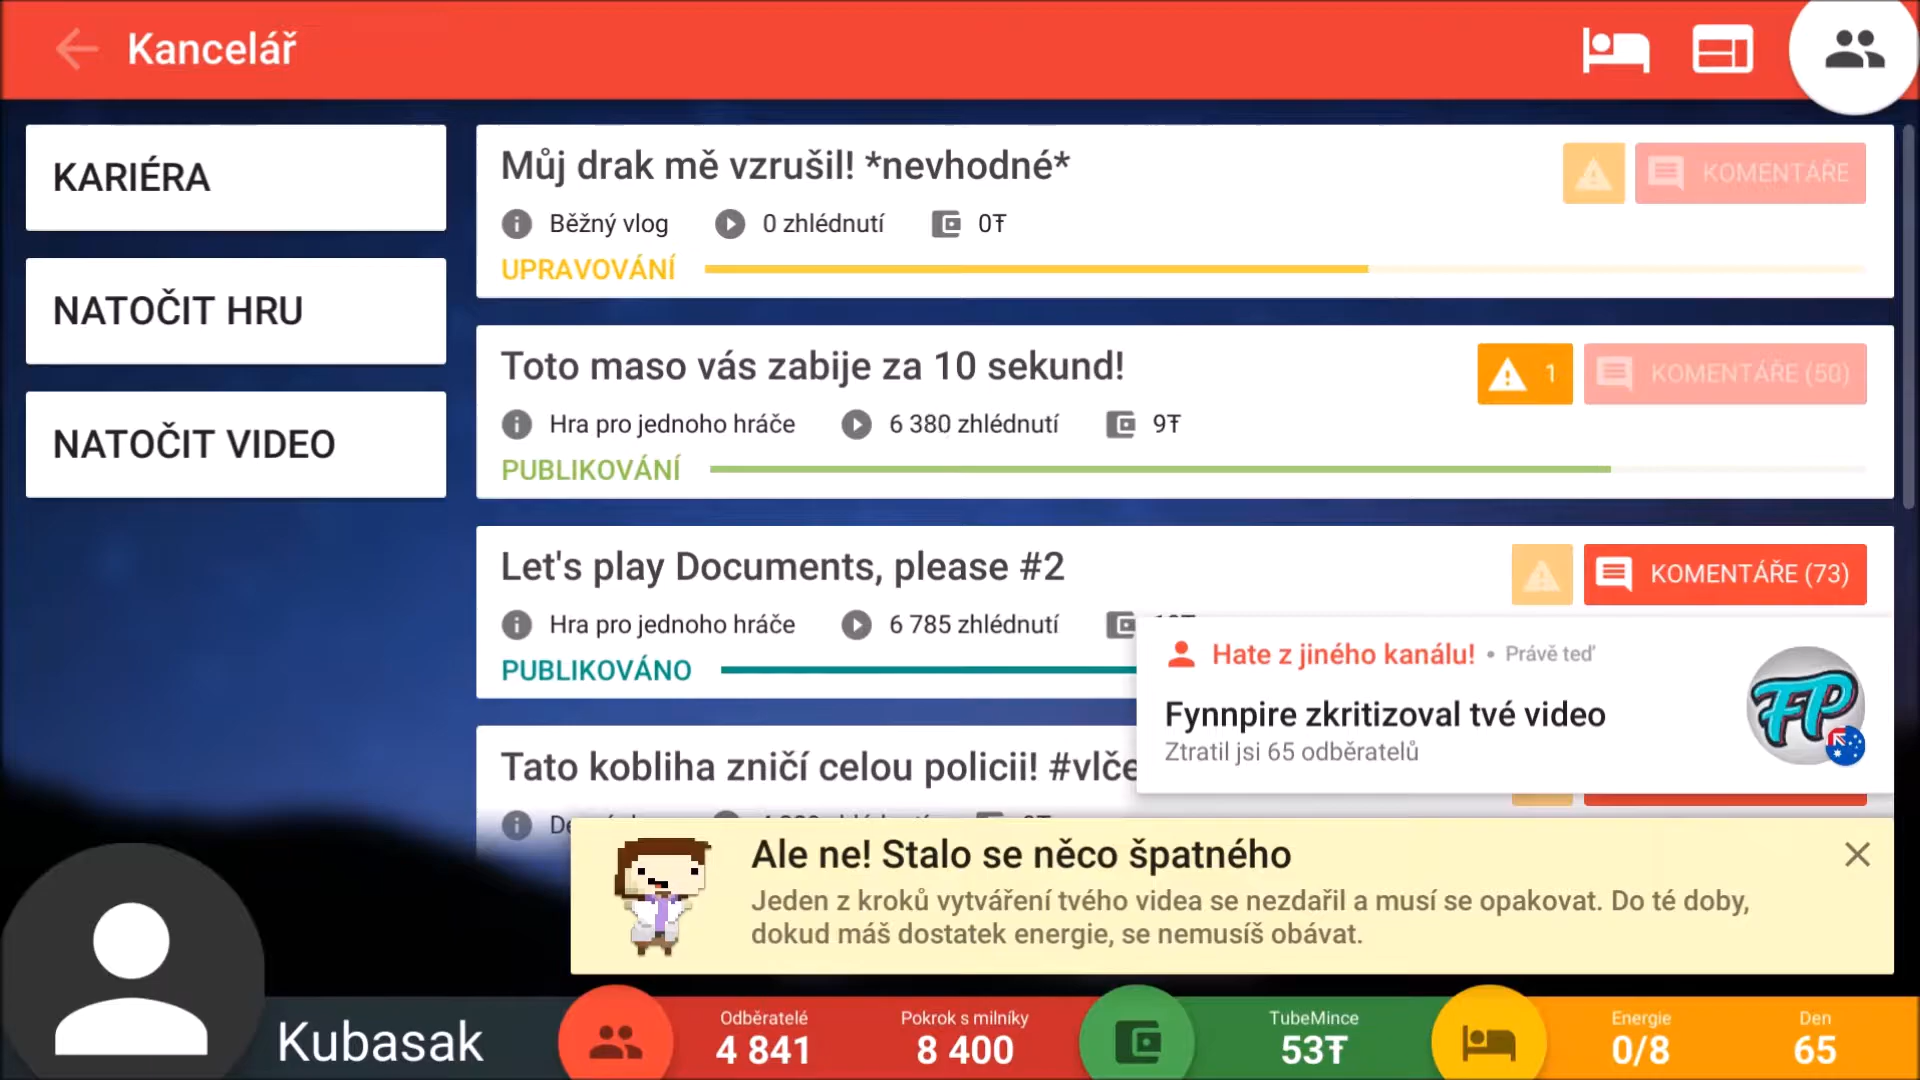 Kancelář
KARIÉRA
NATOČIT HRU
NATOČIT VIDEO
Můj drak mě vzrušil! *nevhodné*
KOMENTÁŘE
Běžný vlog
0 zhlédnutí
0Ŧ
UPRAVOVÁNÍ
Toto maso vás zabije za 10 sekund!
1
KOMENTÁŘE (50)
Hra pro jednoho hráče
6 380 zhlédnutí
9Ŧ
PUBLIKOVÁNÍ
Let's play Documents, please #2
KOMENTÁŘE (73)
Hra pro jednoho hráče
6 785 zhlédnutí
PUBLIKOVÁNO
Hate z jiného kanálu! • Právě teď
Fynnpire zkritizoval tvé video
Ztratil jsi 65 odběratelů
FP
Tato kobliha zničí celou policii! #vlče
Ale ne! Stalo se něco špatného
Jeden z kroků vytváření tvého videa se nezdařil a musí se opakovat. Do té doby,
dokud máš dostatek energie, se nemusíš obávat.
Kubasak
Odběratelé
4 841
Pokrok s milníky
8 400
TubeMince
53Ŧ
Energie
0/8
Den
65